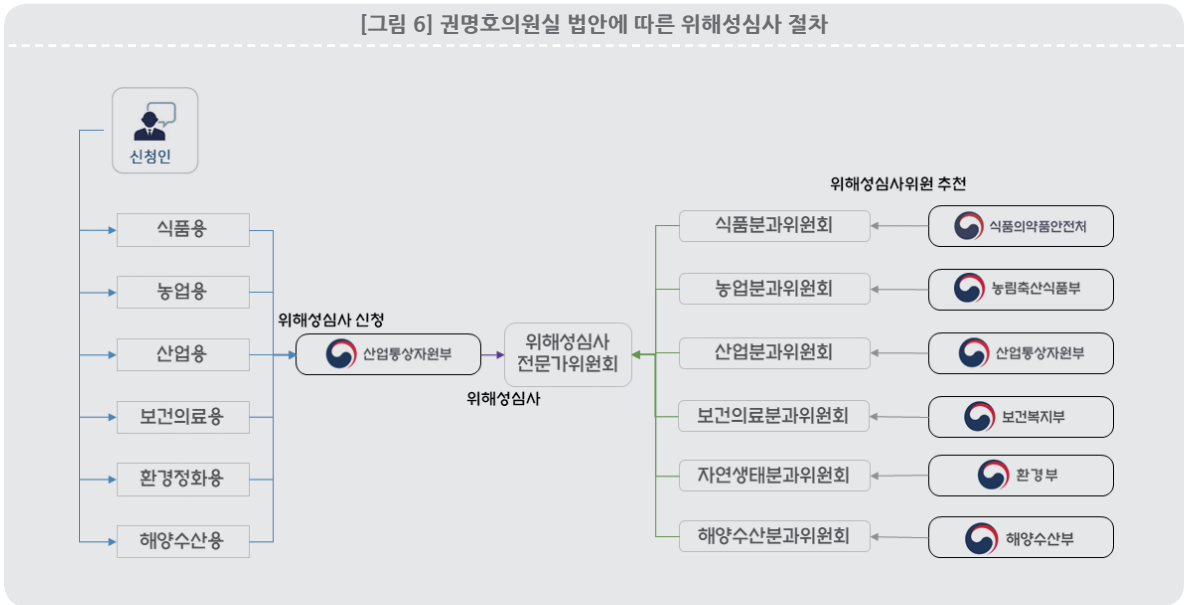 [그림 6] 권명호의원실 법안에 따른 위해성심사 절차
신청인
식품용
농업용
산업용
보건의료용
환경정화용
해양수산용
위해성심사 신청
산업통상자원부
위해성심사
위해성심사
전문가위원회
위해성심사위원 추천
식품분과위원회
식품의약품안전처
농업분과위원회
농림축산식품부
산업분과위원회
산업통상자원부
보건의료분과위원회
보건복지부
자연생태분과위원회
환경부
해양수산분과위원회
해양수산부